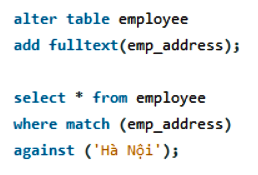 alter table employee
add fulltext(emp_address);
select * from employee
where match (emp_address)
against ('Hà Nội');